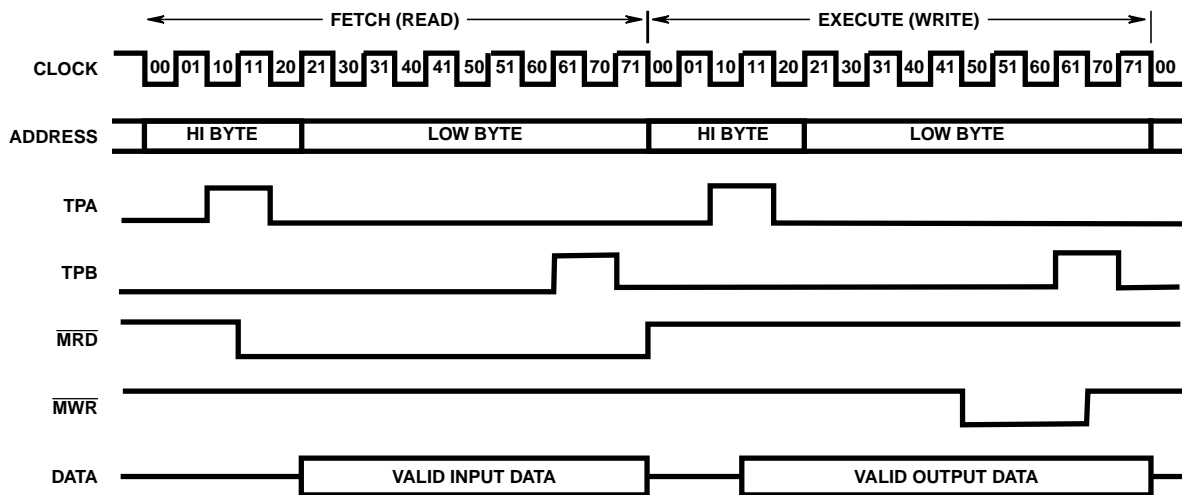 FETCH (READ) EXECUTE (WRITE)
CLOCK 00 01 10 11 20 21 30 31 40 41 50 51 60 61 70 71 00 01 10 11 20 21 30 31 40 41 50 51 60 61 70 71 00
ADDRESS HI BYTE LOW BYTE HI BYTE LOW BYTE
TPA
TPB
MRD
MWR
DATA VALID INPUT DATA VALID OUTPUT DATA